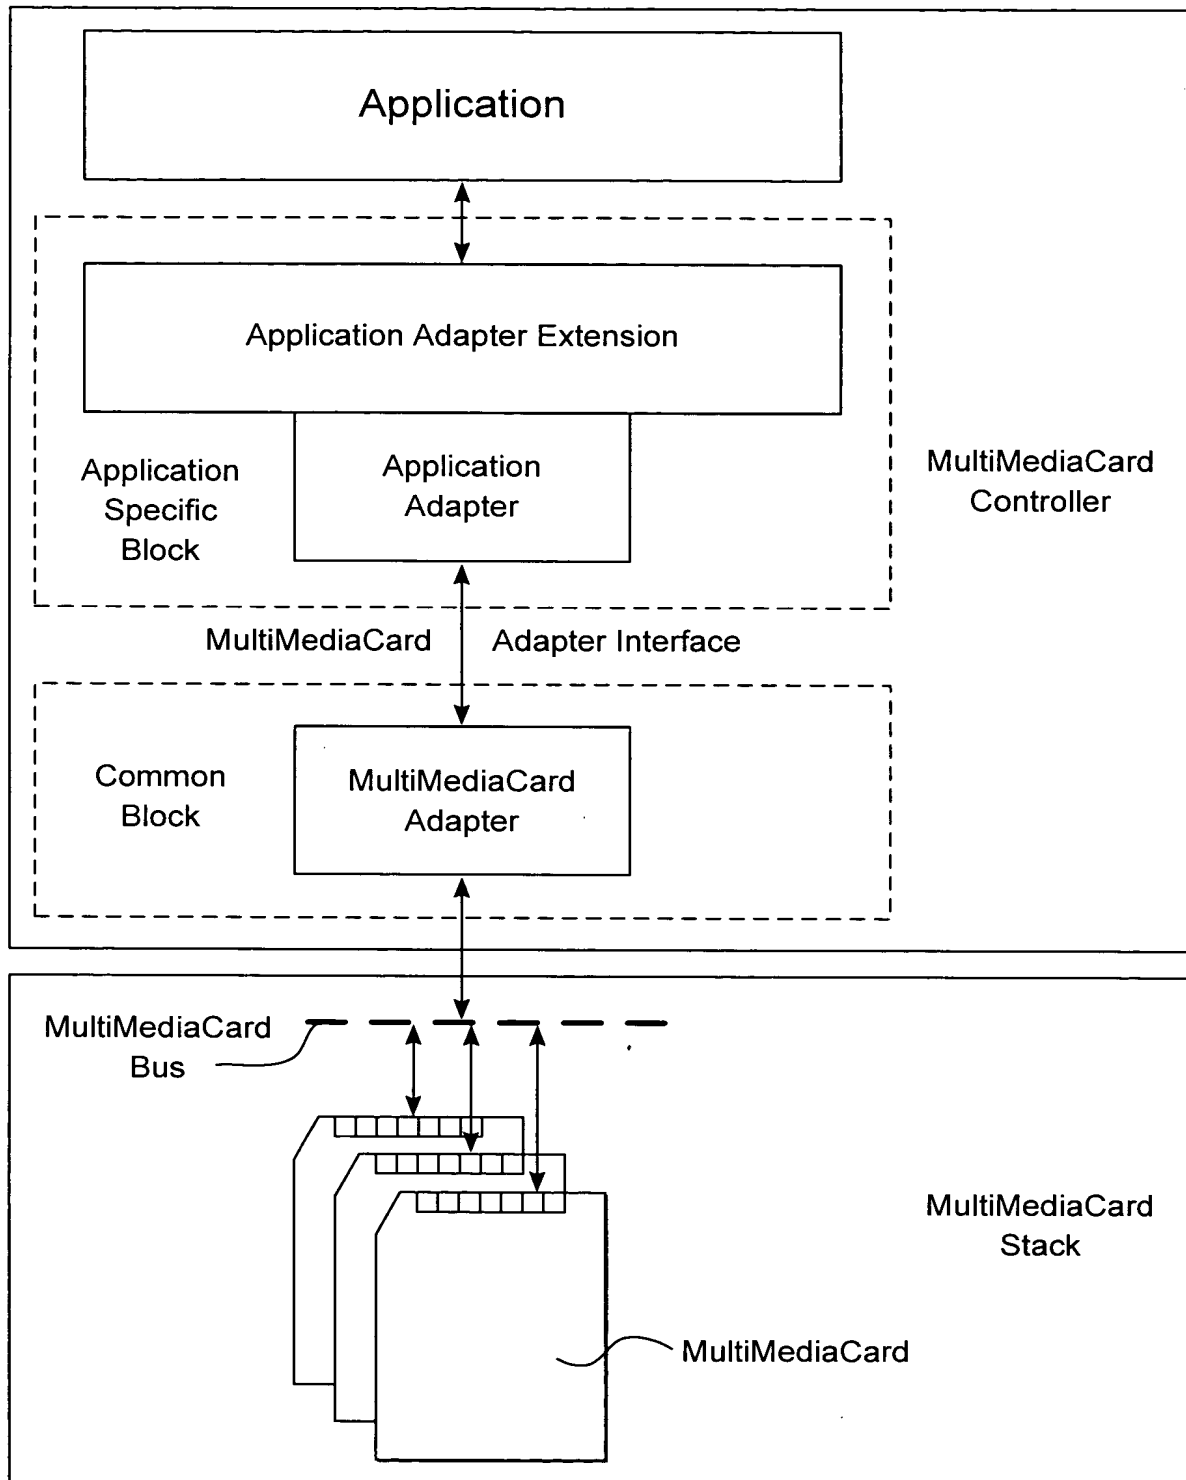 Application
Application Adapter Extension
Application
Adapter
Application
Specific
Block
MultiMediaCard
Controller
MultiMediaCard Adapter Interface
Common
Block
MultiMediaCard
Adapter
MultiMediaCard
Bus
MultiMediaCard
Stack
MultiMediaCard